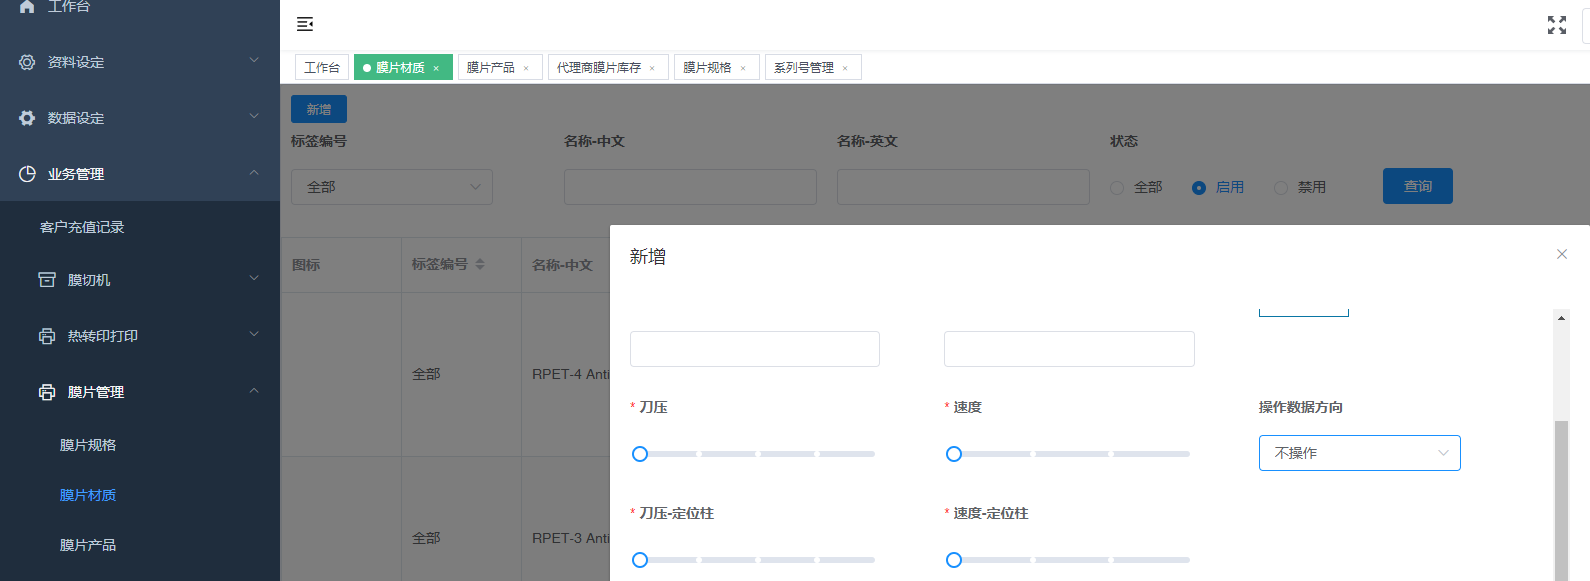 工作台
资料设定
数据设定
业务管理
客户充值记录
膜切机
热转印打印
膜片管理
膜片规格
膜片材质
膜片产品
工作台
膜片材质 ×
膜片产品 ×
代理商膜片库存 ×
膜片规格 ×
系列号管理 ×
新增
标签编号
名称-中文
名称-英文
状态
全部
全部
启用
禁用
查询
图标
标签编号
名称-中文
全部
RPET-4 Anti
全部
RPET-3 Anti
新增
* 刀压
* 速度
操作数据方向
不操作
* 刀压-定位柱
* 速度-定位柱